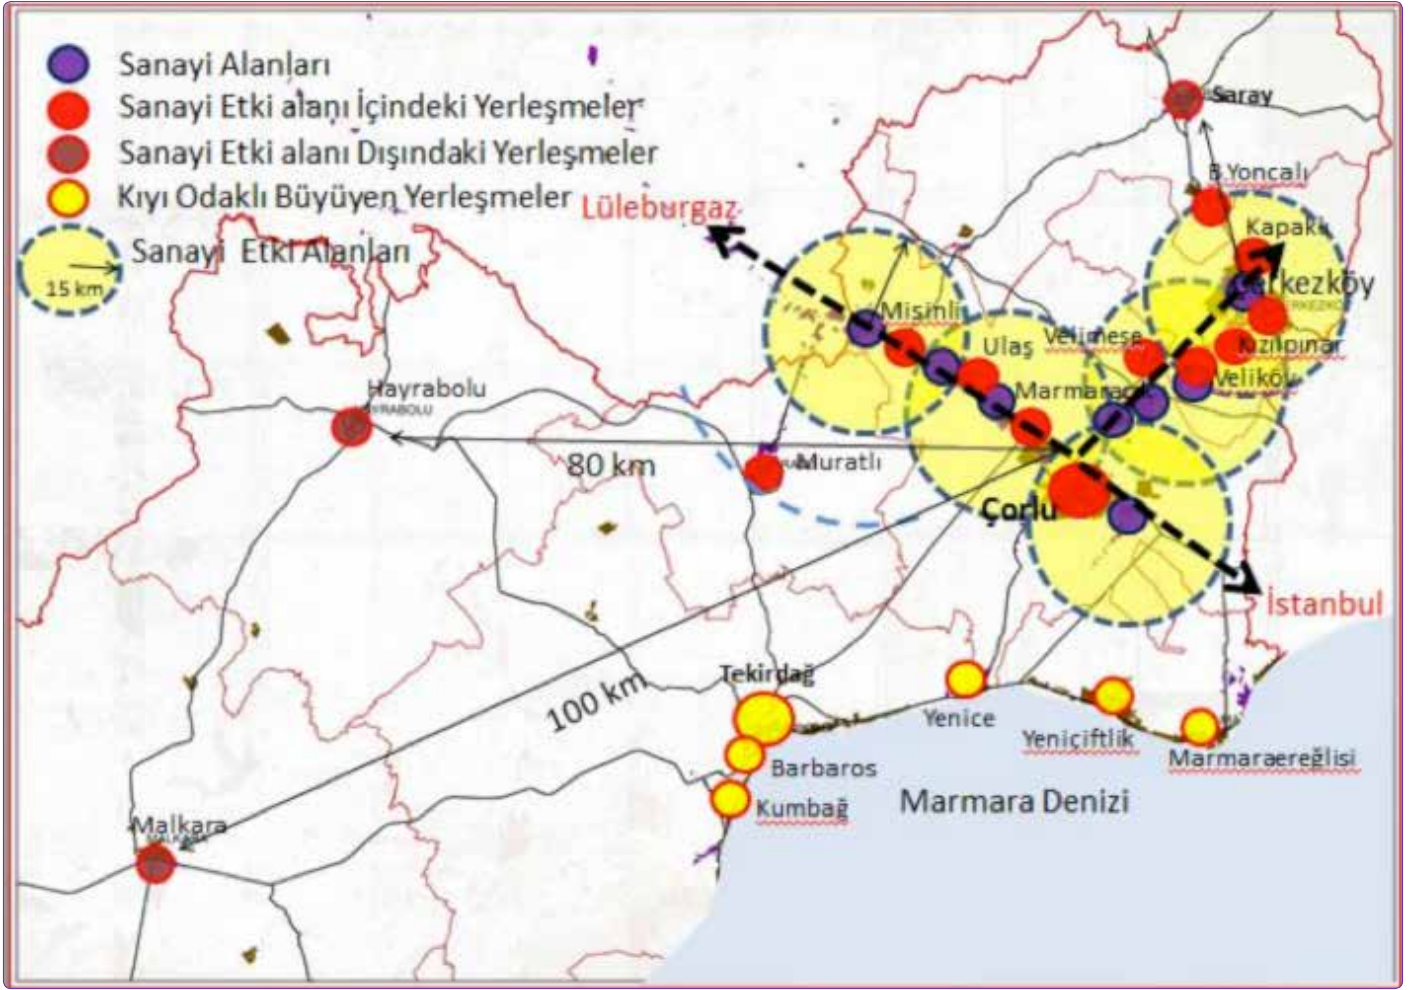 Sanayi Alanları
Sanayi Etki alanı İçindeki Yerleşmeler
Sanayi Etki alanı Dışındaki Yerleşmeler
Kıyı Odaklı Büyüyen Yerleşmeler
Sanayi Etki Alanları
15 km
Lüleburgaz
Saray
B.Yoncalı
Kapaklı
Çerkezköy
Misinli
Ulaş
Velimeşe
Kızılpınar
Veliköy
Marmaracık
Hayrabolu
80 km
Muratlı
Çorlu
İstanbul
100 km
Tekirdağ
Yenice
Yeniçiftlik
Marmaraereğlisi
Barbaros
Kumbağ
Marmara Denizi
Malkara
MALKARA